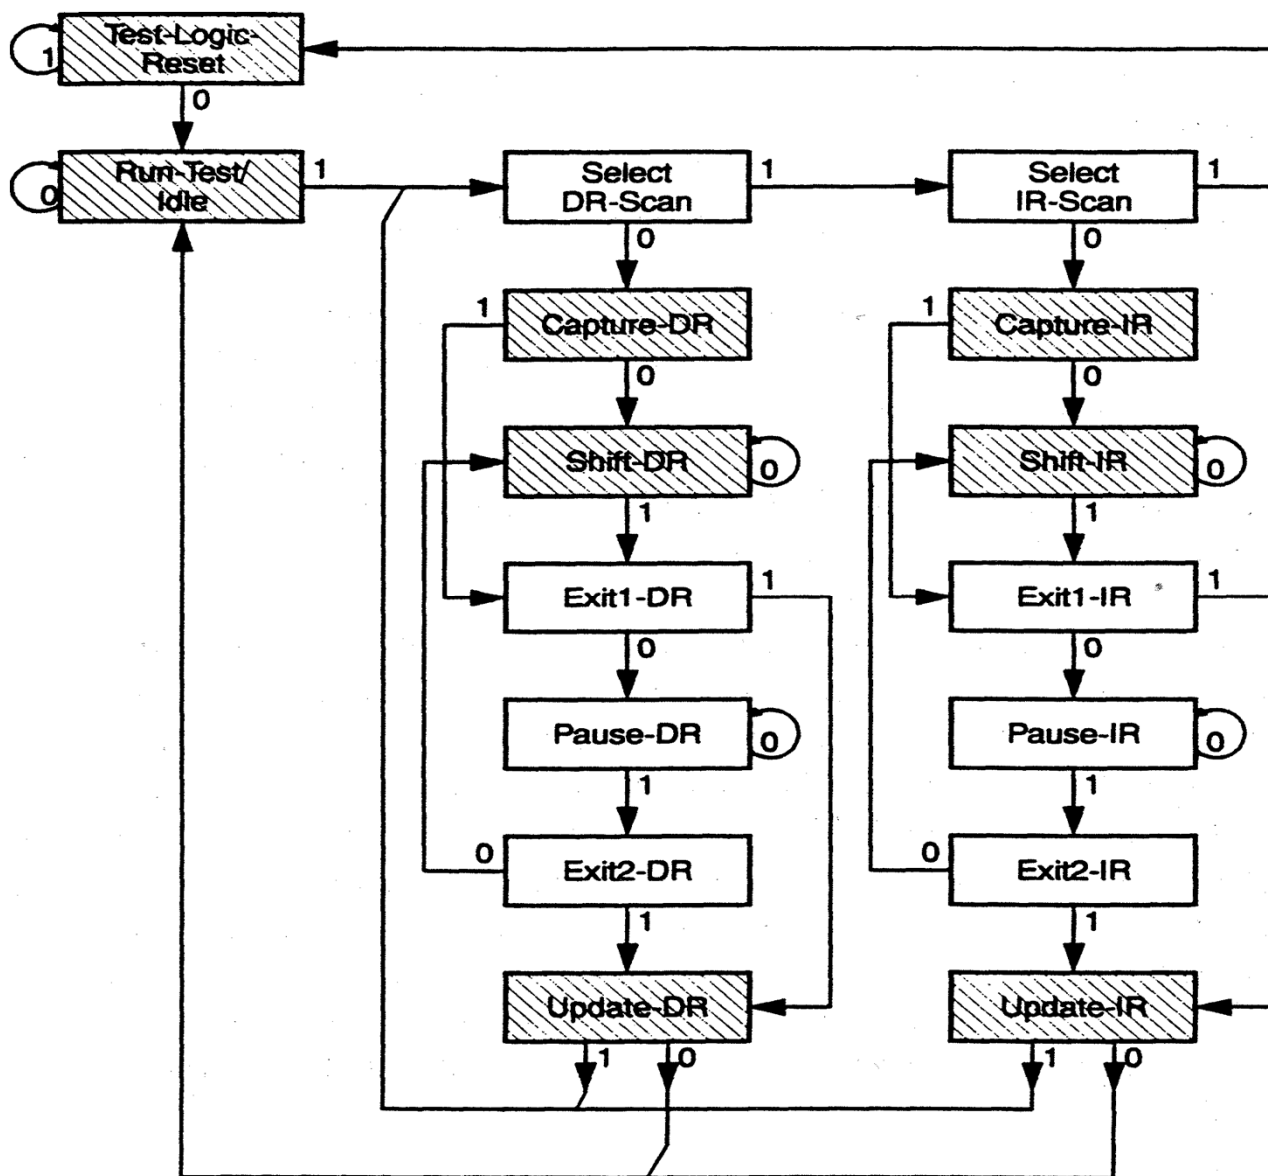 Test-Logic-
Reset
1
0
Run-Test/
Idle
0
1
Select
DR-Scan
1
0
Select
IR-Scan
1
0
1
Capture-DR
0
1
Capture-IR
0
Shift-DR
0
1
Shift-IR
0
1
Exit1-DR
1
0
Exit1-IR
1
0
Pause-DR
0
1
Pause-IR
0
1
0
Exit2-DR
1
0
Exit2-IR
1
Update-DR
1
0
Update-IR
1
0